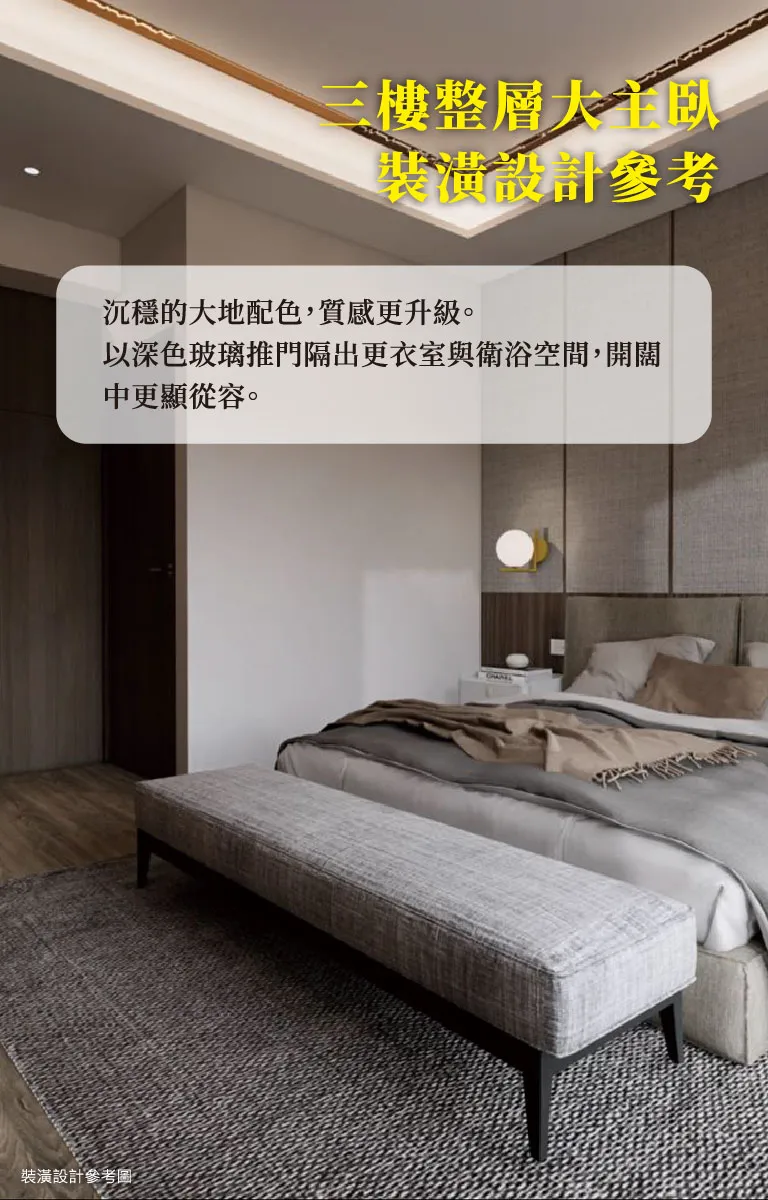 三樓整層大主臥
裝潢設計參考
沉穩的大地配色，質感更升級。
以深色玻璃推門隔出更衣室與衛浴空間，開闊
中更顯從容。
CHANEL
裝潢設計參考圖